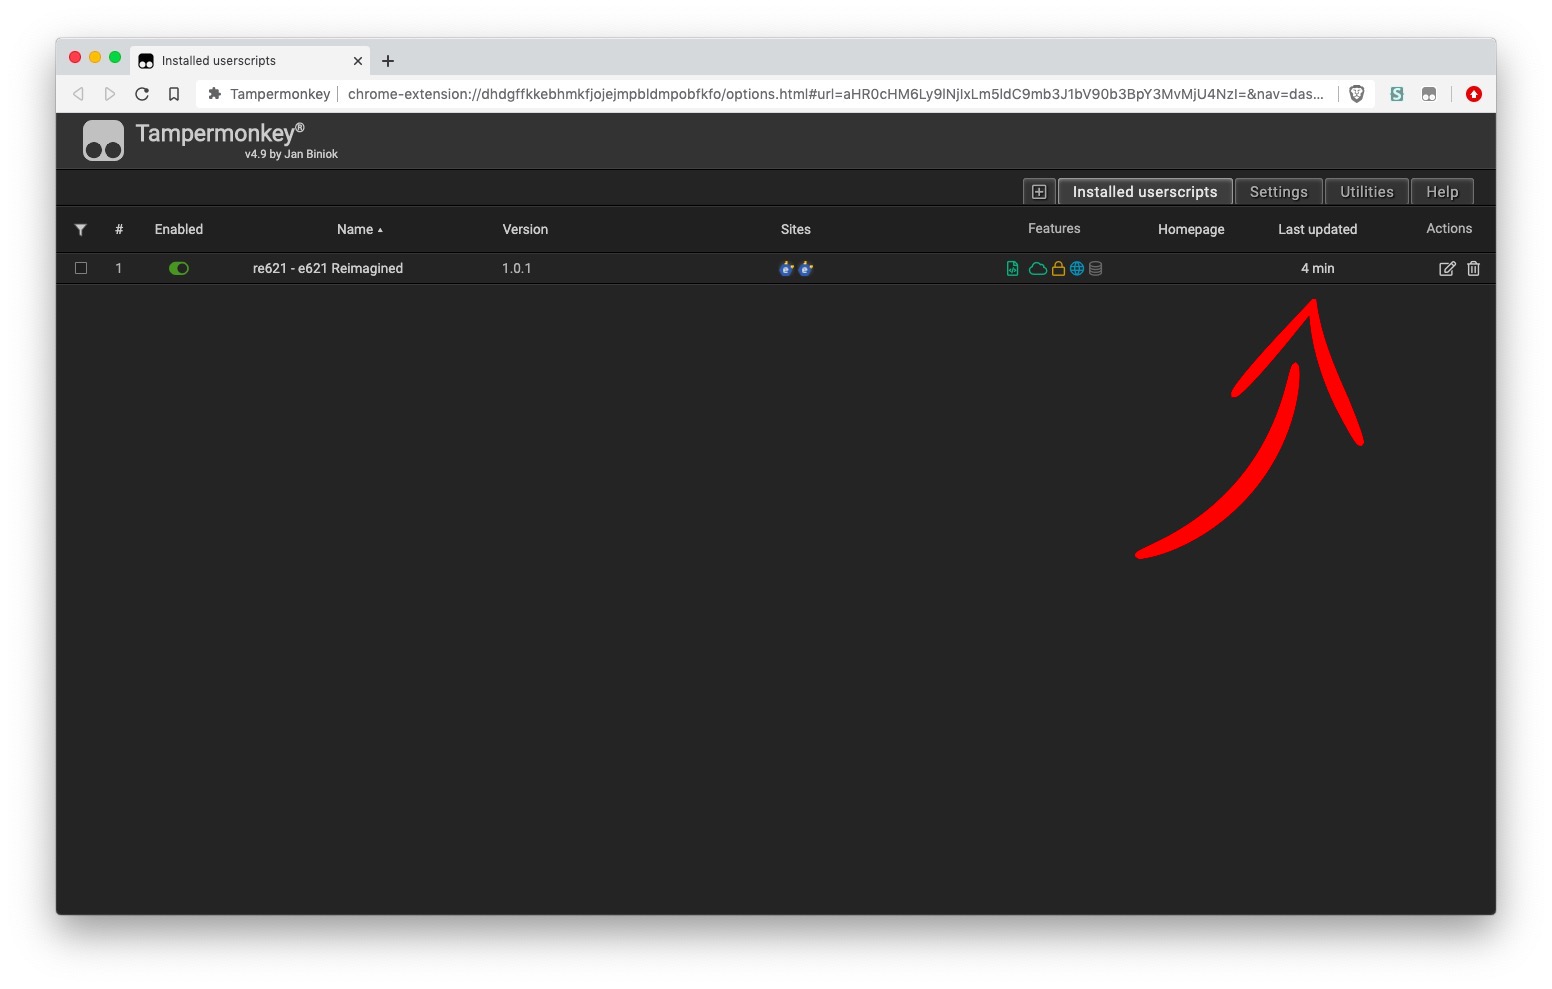 Installed userscripts
Tampermonkey chrome-extension://dhdgffkkebhmkfjojejmpbldmpobfkfo/options.html#url=aHR0cHM6Ly9lNjIxLm5ldC9mb3J1bV90b3BpY3MvMjU4NzI=&nav=das...
Tampermonkey®
v4.9 by Jan Biniok
Installed userscripts Settings Utilities Help
# Enabled Name Version Sites Features Homepage Last updated Actions
1 re621 - e621 Reimagined 1.0.1 4 min